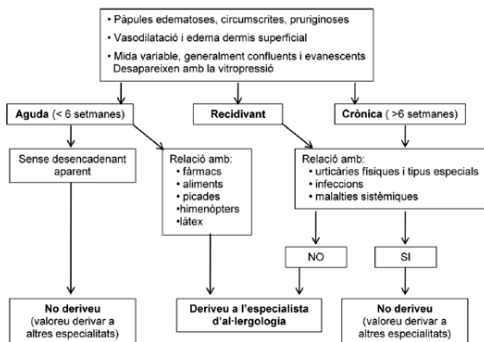 • Pàpules edematoses, circumscrites, pruriginoses
• Vasodilatació i edema dermis superficial
• Mida variable, generalment confluents i evanescents
Desapareixen amb la vitropressió
Aguda (< 6 setmanes)
Recidivant
Crònica ( >6 setmanes)
Sense desencadenant
aparent
Relació amb:
• fàrmacs
• aliments
• picades
•himenòpters
•làtex
Relació amb:
• urticàries físiques i tipus especials
• infeccions
• malalties sistèmiques
NO
SI
No deriveu
(valoreu derivar a
altres especialitats)
Deriveu a l'especialista
d'al·lergologia
No deriveu
(valoreu derivar a
altres especialitats)